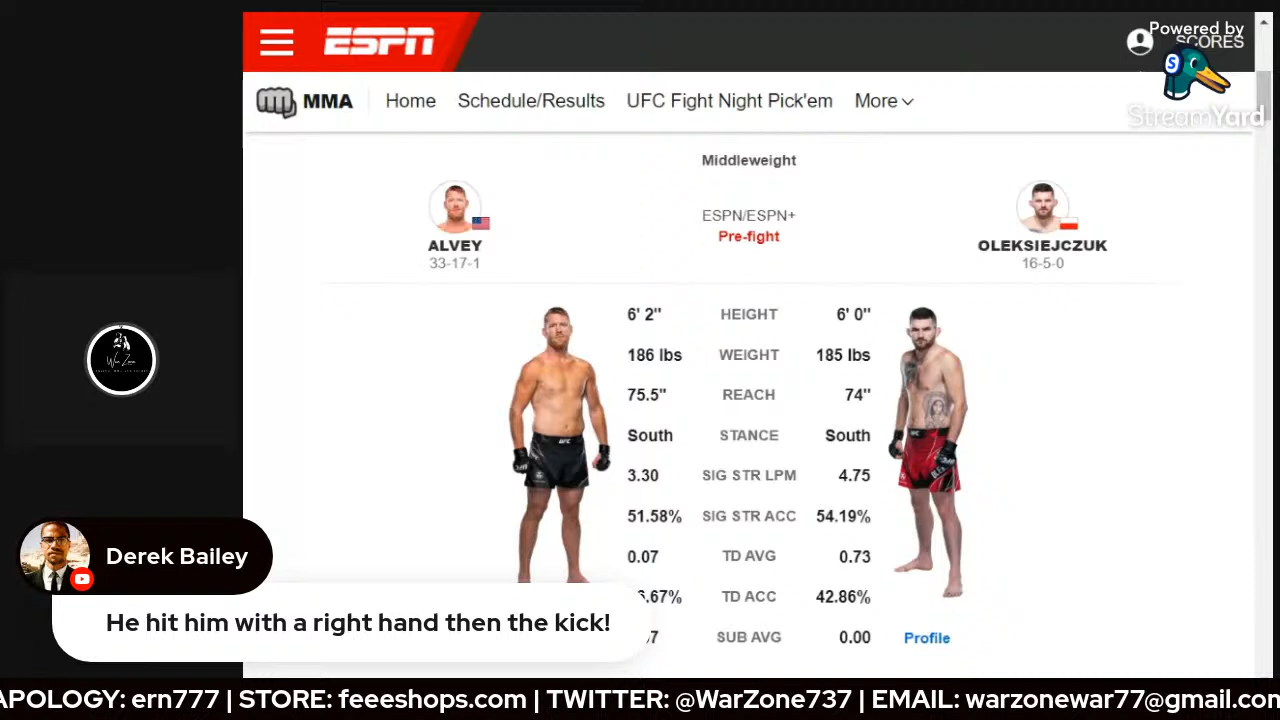 ESPN
Powered by
SCORES
StreamYard
MMA Home Schedule/Results UFC Fight Night Pick'em More
Middleweight
ESPN/ESPN+
Pre-fight
ALVEY
33-17-1
OLEKSIEJCZUK
16-5-0
6' 2" HEIGHT 6' 0"
186 lbs WEIGHT 185 lbs
75.5" REACH 74"
South STANCE South
3.30 SIG STR LPM 4.75
51.58% SIG STR ACC 54.19%
0.07 TD AVG 0.73
TD ACC 42.86%
SUB AVG 0.00 Profile
War Zone
Derek Bailey
He hit him with a right hand then the kick!
APOLOGY: ern777 | STORE: feeeshops.com | TWITTER: @WarZone737 | EMAIL: warzonewar77@gmail.com